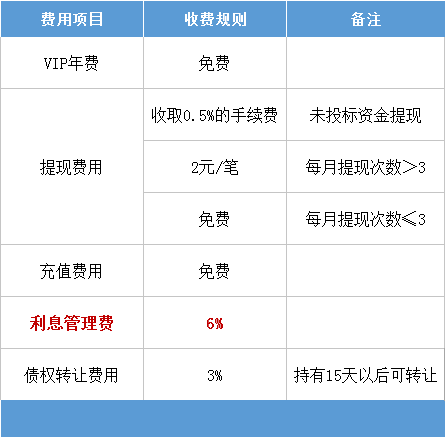 费用项目 收费规则 备注
VIP年费 免费
提现费用 收取0.5%的手续费 未投标资金提现
2元/笔 每月提现次数＞3
免费 每月提现次数≤3
充值费用 免费
利息管理费 6%
债权转让费用 3% 持有15天以后可转让